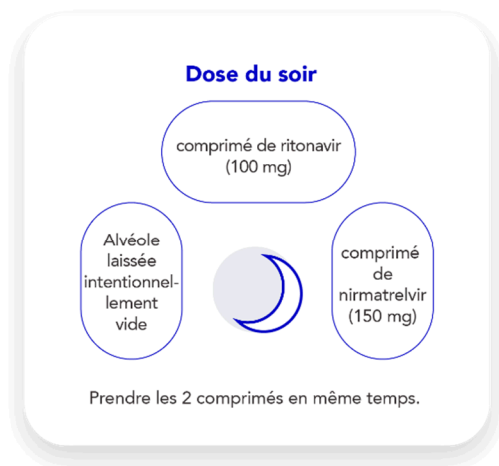 Dose du soir
comprimé de ritonavir
(100 mg)
Alvéole
laissée
intentionnel-
lement
vide
comprimé
de
nirmatrelvir
(150 mg)
Prendre les 2 comprimés en même temps.